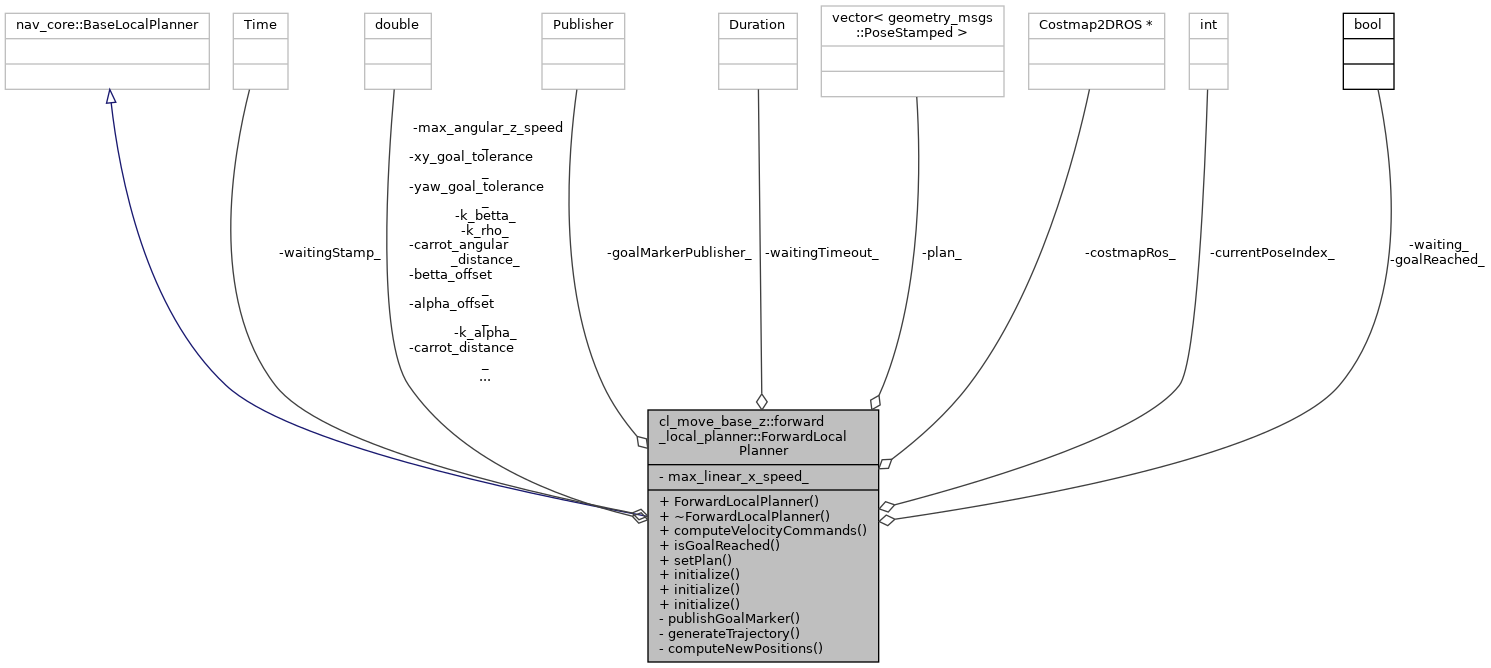 nav_core::BaseLocalPlanner
Time
double
Publisher
Duration
vector< geometry_msgs
::PoseStamped >
Costmap2DROS *
int
bool
-max_angular_z_speed
_
-xy_goal_tolerance
_
-yaw_goal_tolerance
_
-k_betta_
-k_rho_
-carrot_angular
_distance_
-betta_offset
_
-alpha_offset
_
-k_alpha_
-carrot_distance
_
...
-waitingStamp_
-goalMarkerPublisher_
-waitingTimeout_
-plan_
-costmapRos_
-currentPoseIndex_
-waiting_
-goalReached_
cl_move_base_z::forward
_local_planner::ForwardLocal
Planner
- max_linear_x_speed_
+ ForwardLocalPlanner()
+ ~ForwardLocalPlanner()
+ computeVelocityCommands()
+ isGoalReached()
+ setPlan()
+ initialize()
+ initialize()
+ initialize()
- publishGoalMarker()
- generateTrajectory()
- computeNewPositions()